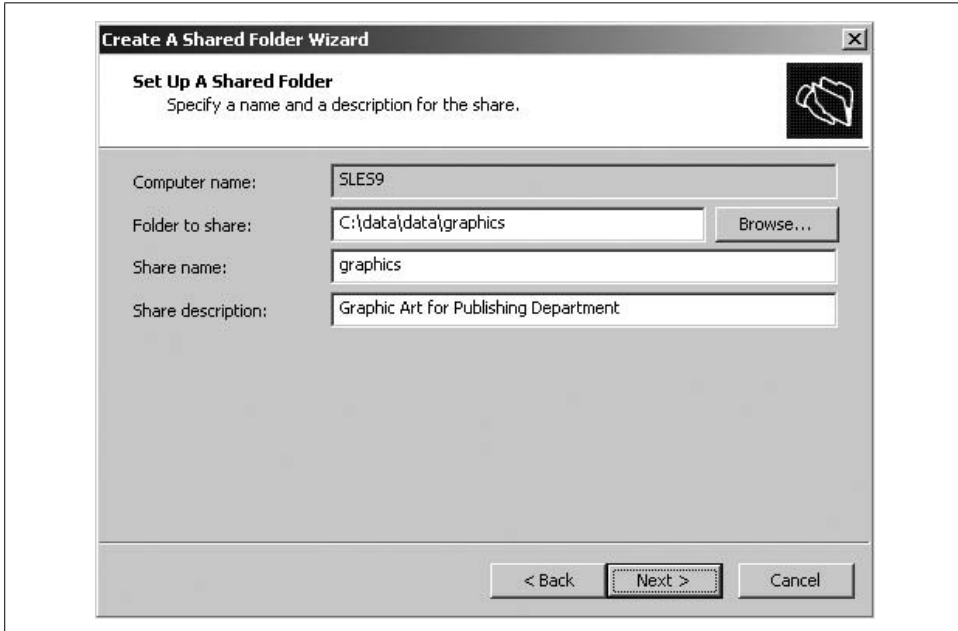 Create A Shared Folder Wizard
Set Up A Shared Folder
Specify a name and a description for the share.
Computer name: SLES9
Folder to share: C:\data\data\graphics Browse...
Share name: graphics
Share description: Graphic Art for Publishing Department
< Back Next > Cancel